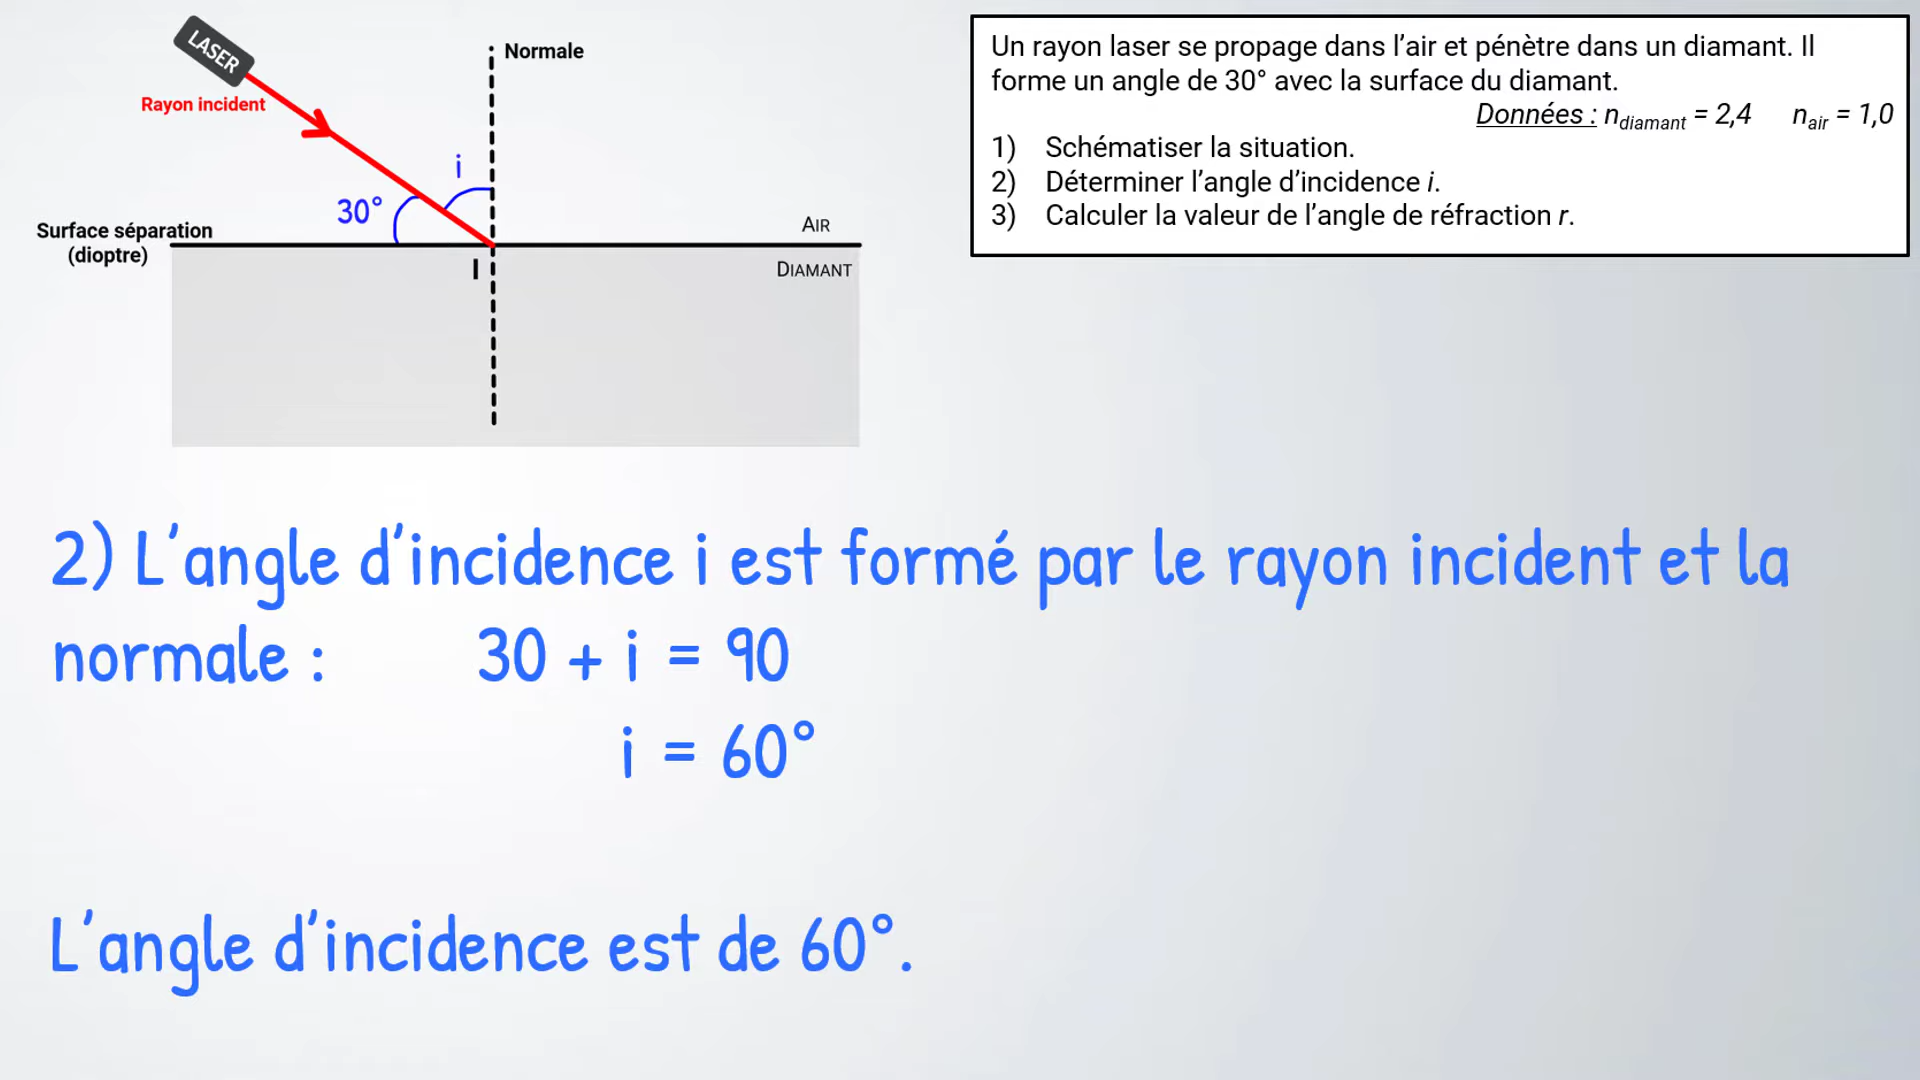 LASER
Normale
Rayon incident
i
30°
Surface séparation
(dioptre)
AIR
I
DIAMANT
Un rayon laser se propage dans l’air et pénètre dans un diamant. Il
forme un angle de 30° avec la surface du diamant.
Données : n diamant = 2,4 n air = 1,0
1) Schématiser la situation.
2) Déterminer l’angle d’incidence i.
3) Calculer la valeur de l’angle de réfraction r.
2) L’angle d’incidence i est formé par le rayon incident et la
normale : 30 + i = 90
i = 60°
L’angle d’incidence est de 60°.